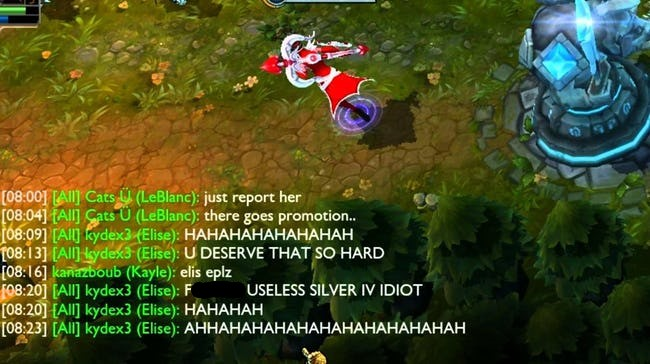 [08:00] [All] Cats Ü (LeBlanc): just report her
[08:04] [All] Cats Ü (LeBlanc): there goes promotion..
[08:09] [All] kydex3 (Elise): HAHAHAHAHAHAHAH
[08:13] [All] kydex3 (Elise): U DESERVE THAT SO HARD
[08:16] kanazboub (Kayle): elis eplz
[08:20] [All] kydex3 (Elise): F USELESS SILVER IV IDIOT
[08:20] [All] kydex3 (Elise): HAHAHAH
[08:23] [All] kydex3 (Elise): AHHAHAHAHAHAHAHAHAHAHAH